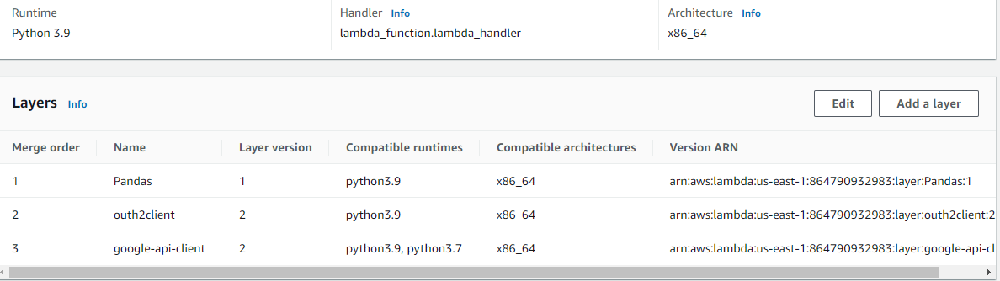 Runtime Handler Info Architecture Info
Python 3.9 lambda_function.lambda_handler x86_64
Layers Info Edit Add a layer
Merge order Name Layer version Compatible runtimes Compatible architectures Version ARN
1 Pandas 1 python3.9 x86_64 arn:aws:lambda:us-east-1:864790932983:layer:Pandas:1
2 outh2client 2 python3.9 x86_64 arn:aws:lambda:us-east-1:864790932983:layer:outh2client:2
3 google-api-client 2 python3.9, python3.7 x86_64 arn:aws:lambda:us-east-1:864790932983:layer:google-api-cl